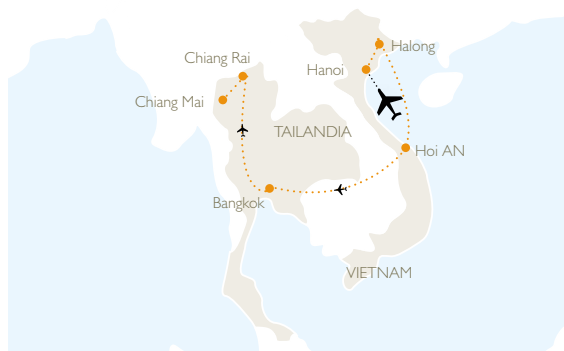 Halong
Chiang Rai
Hanoi
Chiang Mai
TAILANDIA
Hoi AN
Bangkok
VIETNAM